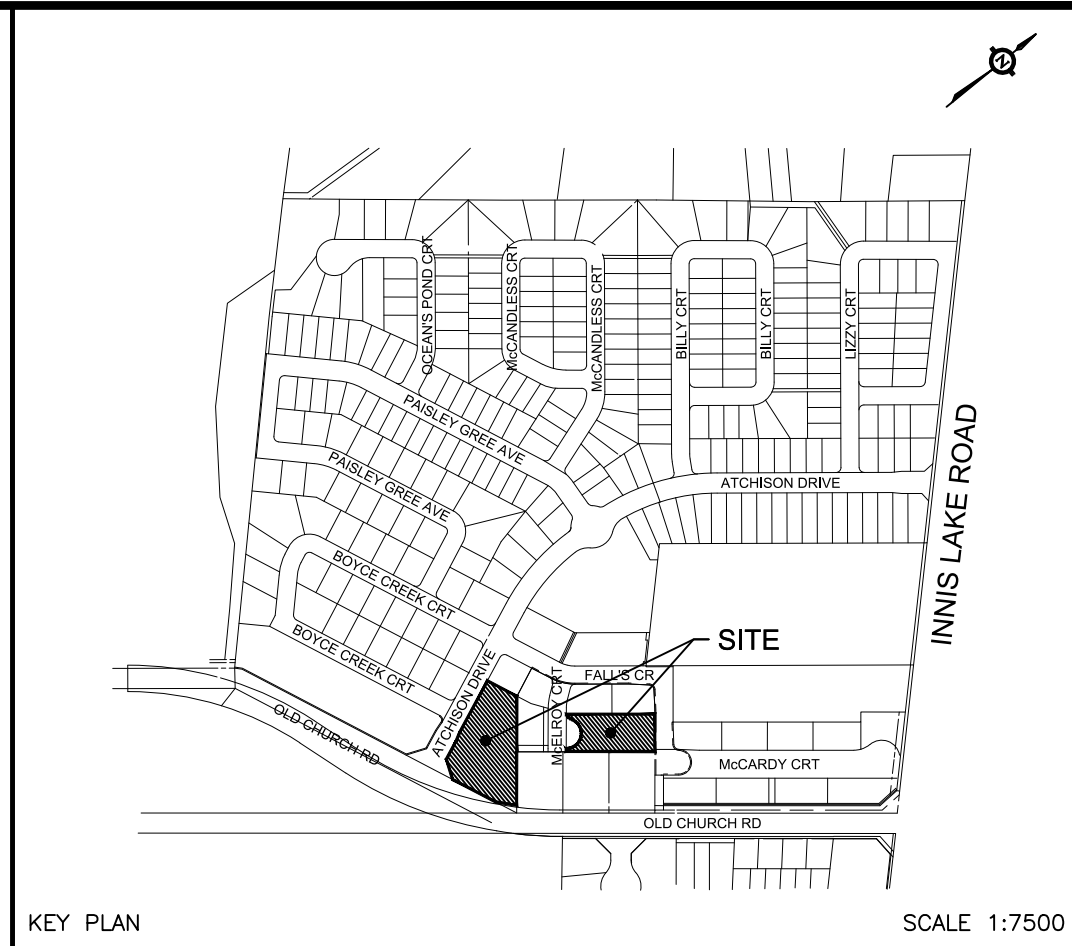 N
OCEAN'S POND CRT
McCANDLESS CRT
McCANDLESS CRT
BILLY CRT
BILLY CRT
LIZZY CRT
PAISLEY GREE AVE
PAISLEY GREE AVE
ATCHISON DRIVE
INNIS LAKE ROAD
BOYCE CREEK CRT
BOYCE CREEK CRT
ATCHISON DRIVE
SITE
FALL'S CR
McELROY CRT
OLD CHURCH RD
McCARDY CRT
OLD CHURCH RD
KEY PLAN
SCALE 1:7500